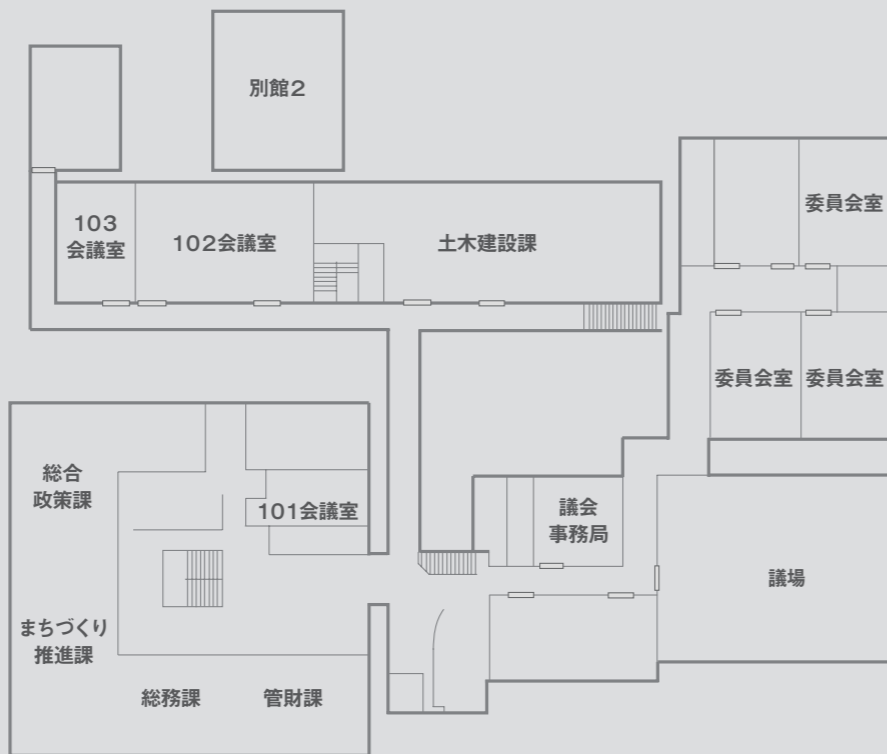 別館2
委員会室
103
会議室
102会議室
土木建設課
委員会室
委員会室
総合
政策課
101会議室
議会
事務局
議場
まちづくり
推進課
総務課
管財課